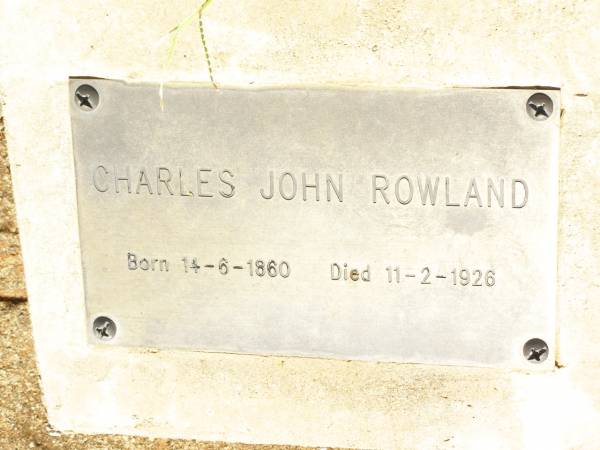 CHARLES JOHN ROWLAND
Born 14-6-1860 Died 11-2-1926